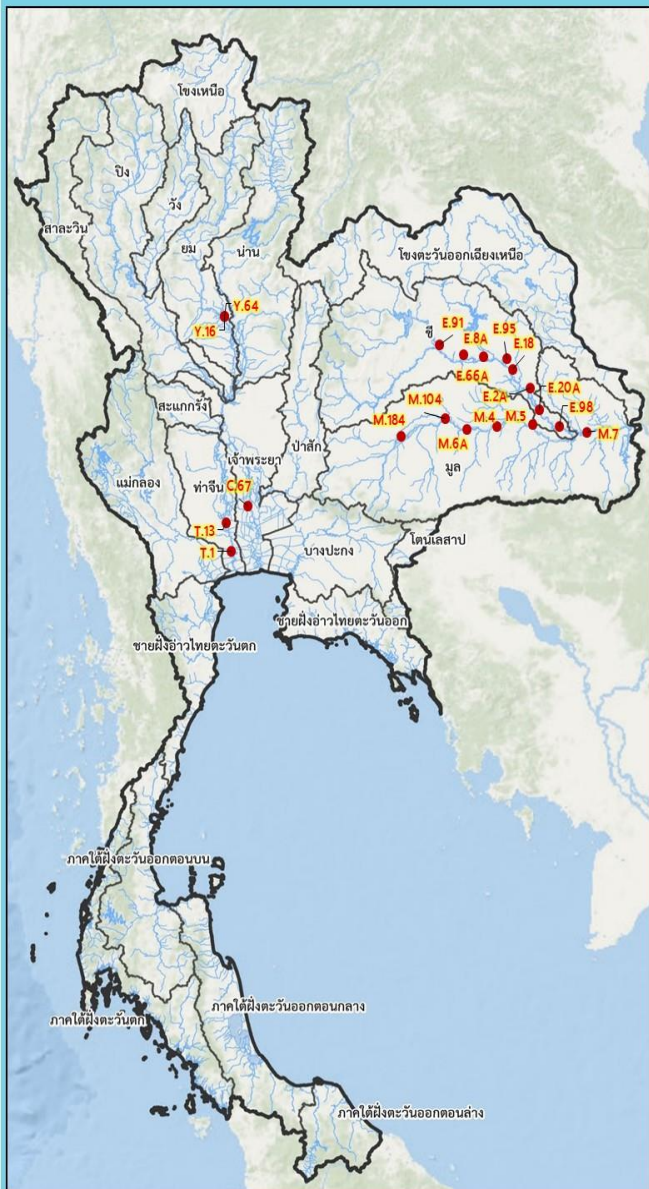 โขงเหนือ
ปิง
วัง
สาละวิน
ยม
น่าน
โขงตะวันออกเฉียงเหนือ
Y.64
Y.16
ชี
E.91
E.8A
E.95
E.18
E.66A
E.2A
E.20A
สะแกกรัง
M.104
M.184
M.4
M.5
E.98
M.6A
M.7
ป่าสัก
เจ้าพระยา
มูล
แม่กลอง
ท่าจีน
C.67
T.13
T.1
บางปะกง
โตนเลสาป
ชายฝั่งอ่าวไทยตะวันออก
ชายฝั่งอ่าวไทยตะวันตก
ภาคใต้ฝั่งตะวันออกตอนบน
ภาคใต้ฝั่งตะวันออกตอนกลาง
ภาคใต้ฝั่งตะวันตก
ภาคใต้ฝั่งตะวันออกตอนล่าง